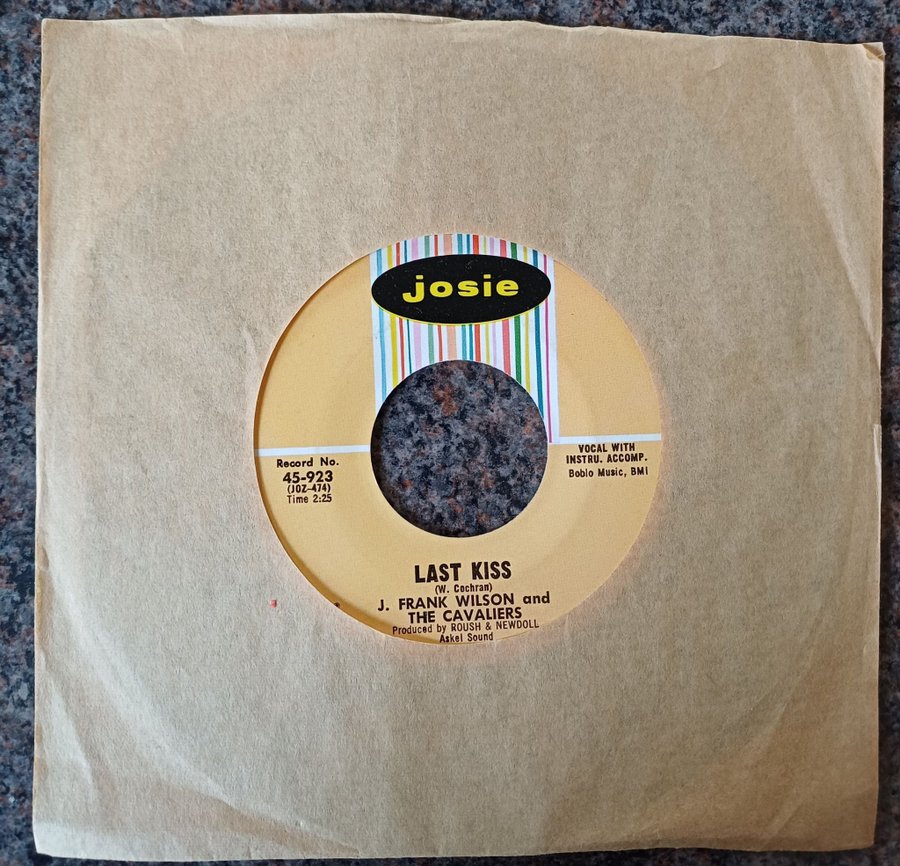 josie
Record No.
45-923
(JOZ-474)
Time 2:25
VOCAL WITH
INSTRU. ACCOMP.
Boblo Music, BMI
LAST KISS
(W. Cochran)
J. FRANK WILSON and
THE CAVALIERS
Produced by ROUSH & NEWDOLL
Askel Sound